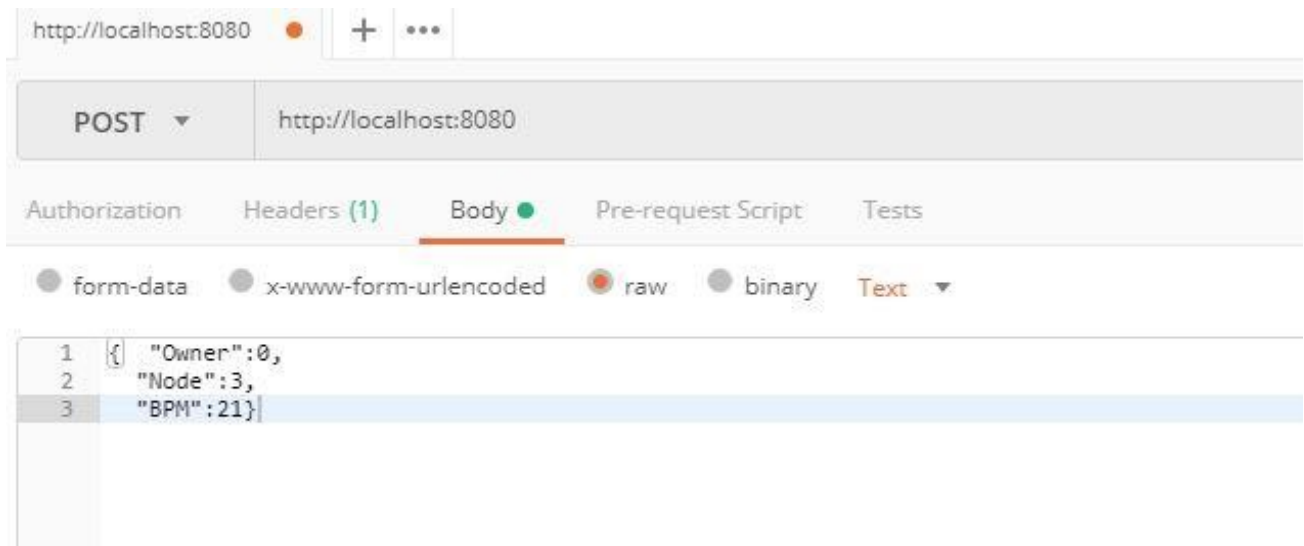 http://localhost:8080
POST http://localhost:8080
Authorization Headers (1) Body Pre-request Script Tests
form-data x-www-form-urlencoded raw binary Text
1 { "Owner":0,
2 "Node":3,
3 "BPM":21}